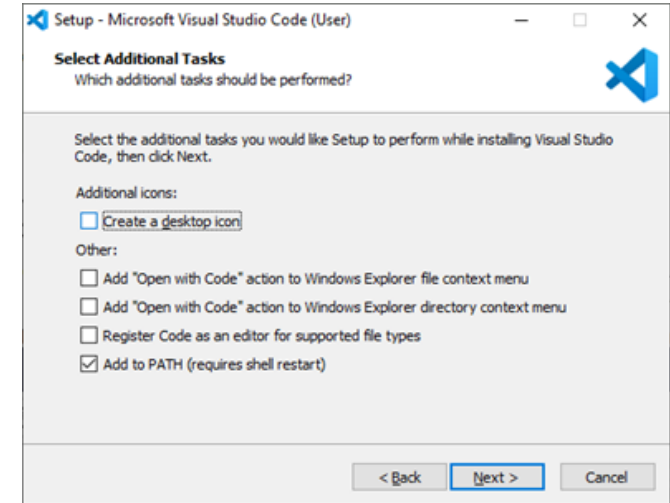 Setup - Microsoft Visual Studio Code (User)
Select Additional Tasks
Which additional tasks should be performed?
Select the additional tasks you would like Setup to perform while installing Visual Studio
Code, then click Next.
Additional icons:
Create a desktop icon
Other:
Add "Open with Code" action to Windows Explorer file context menu
Add "Open with Code" action to Windows Explorer directory context menu
Register Code as an editor for supported file types
Add to PATH (requires shell restart)
< Back Next > Cancel